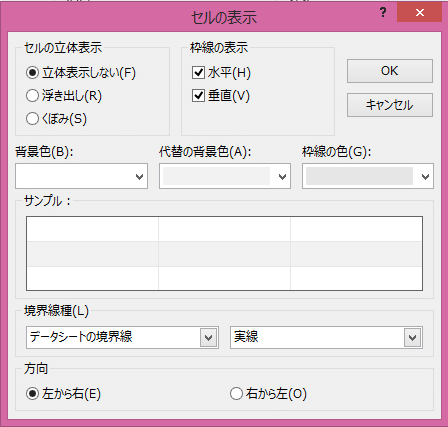 セルの表示
?
セルの立体表示
立体表示しない(F)
浮き出し(R)
くぼみ(S)
枠線の表示
水平(H)
垂直(V)
OK
キャンセル
背景色(B):
代替の背景色(A):
枠線の色(G):
サンプル：
境界線種(L)
データシートの境界線
実線
方向
左から右(E)
右から左(O)